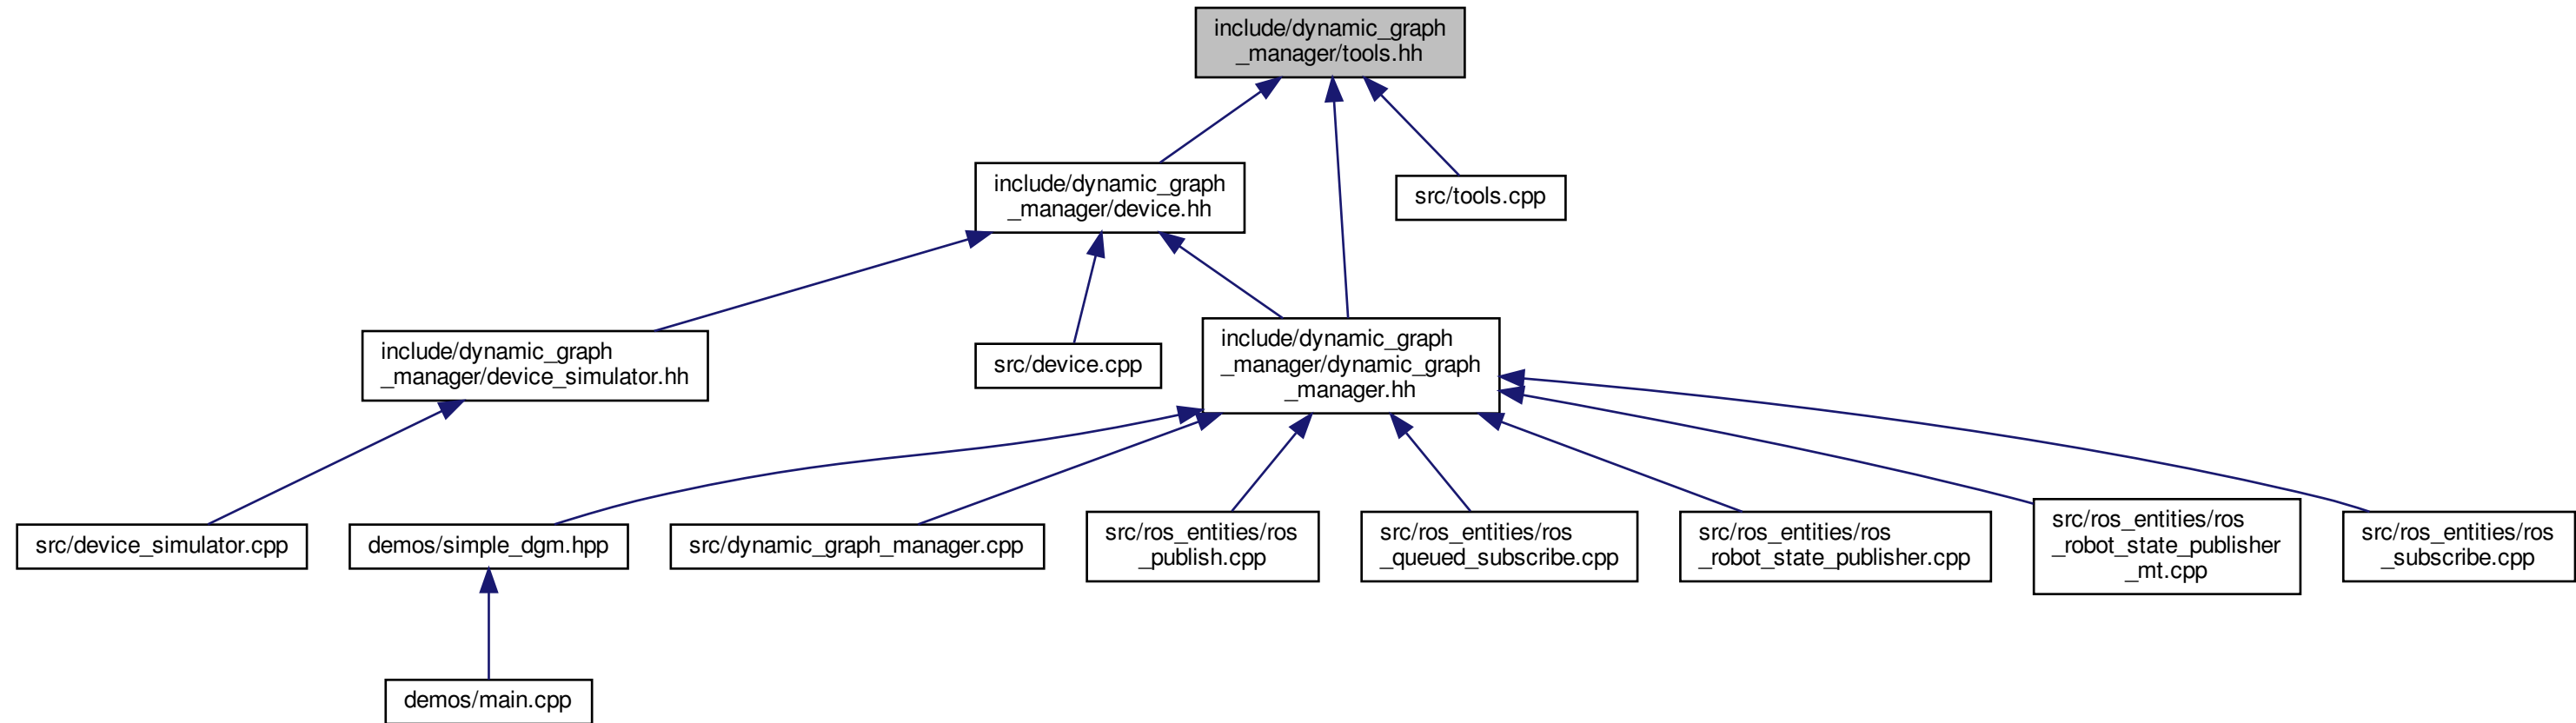 include/dynamic_graph
_manager/tools.hh
include/dynamic_graph
_manager/device.hh
src/tools.cpp
include/dynamic_graph
_manager/device_simulator.hh
src/device.cpp
include/dynamic_graph
_manager/dynamic_graph
_manager.hh
src/device_simulator.cpp
demos/simple_dgm.hpp
src/dynamic_graph_manager.cpp
src/ros_entities/ros
_publish.cpp
src/ros_entities/ros
_queued_subscribe.cpp
src/ros_entities/ros
_robot_state_publisher.cpp
src/ros_entities/ros
_robot_state_publisher
_mt.cpp
src/ros_entities/ros
_subscribe.cpp
demos/main.cpp